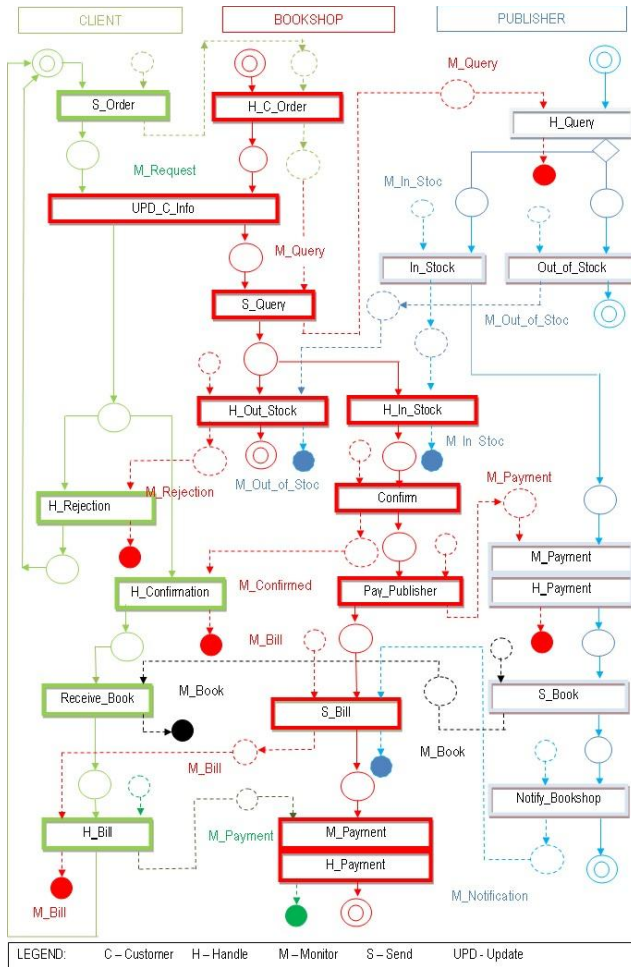 CLIENT
BOOKSHOP
PUBLISHER
M_Query
S_Order
H_C_Order
H_Query
M_Request
M_In_Stoc
UPD_C_Info
M_Query
In_Stock
Out_of_Stock
S_Query
M_Out_of_Stoc
H_Out_Stock
H_In_Stock
M_In_Stoc
M_Out_of_Stoc
M_Payment
M_Rejection
H_Rejection
Confirm
M_Payment
H_Payment
M_Confirmed
H_Confirmation
Pay_Publisher
M_Bill
M_Book
Receive_Book
S_Book
S_Bill
M_Book
M_Bill
Notify_Bookshop
H_Bill
M_Payment
M_Payment
H_Payment
M_Notification
M_Bill
LEGEND: C – Customer H – Handle M – Monitor S – Send UPD - Update